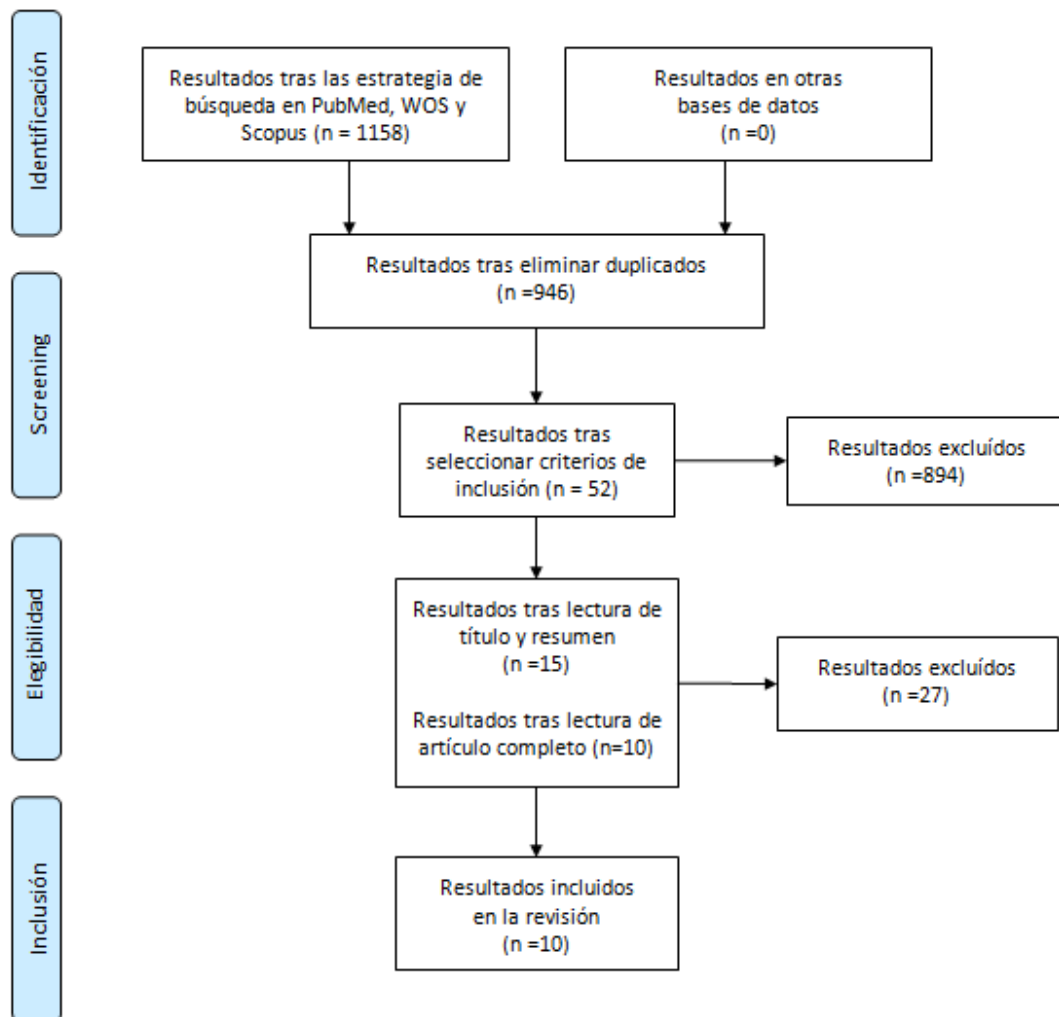 Identificación
Resultados tras las estrategia de
búsqueda en PubMed, WOS y
Scopus (n = 1158)
Resultados en otras
bases de datos
(n =0)
Resultados tras eliminar duplicados
(n =946)
Screening
Resultados tras
seleccionar criterios de
inclusión (n = 52)
Resultados excluídos
(n =894)
Elegibilidad
Resultados tras lectura de
título y resumen
(n =15)
Resultados tras lectura de
artículo completo (n=10)
Resultados excluídos
(n =27)
Inclusión
Resultados incluidos
en la revisión
(n =10)